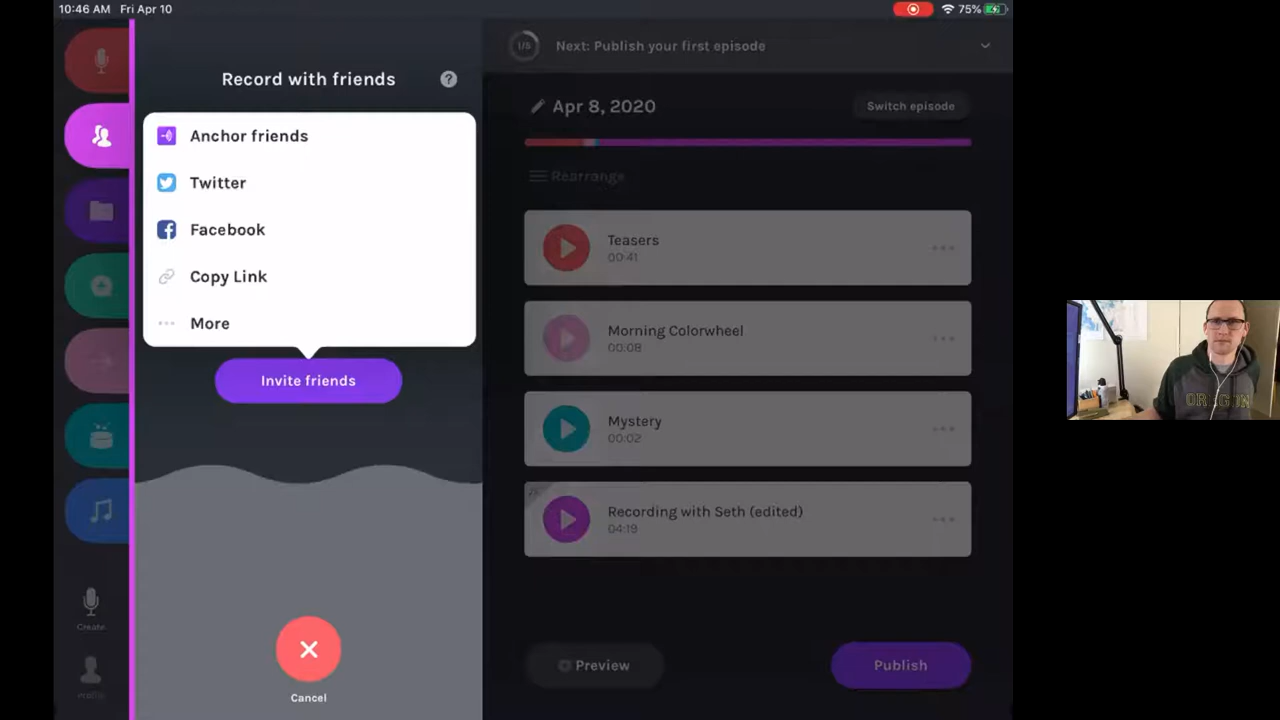 10:46 AM Fri Apr 10
75%
Record with friends
?
Anchor friends
Twitter
Facebook
Copy Link
More
Invite friends
Cancel
Create
1/5
Next: Publish your first episode
Apr 8, 2020
Switch episode
Rearrange
Teasers
00:41
Morning Colorwheel
00:08
Mystery
00:02
Recording with Seth (edited)
04:19
Preview
Publish
OREGON